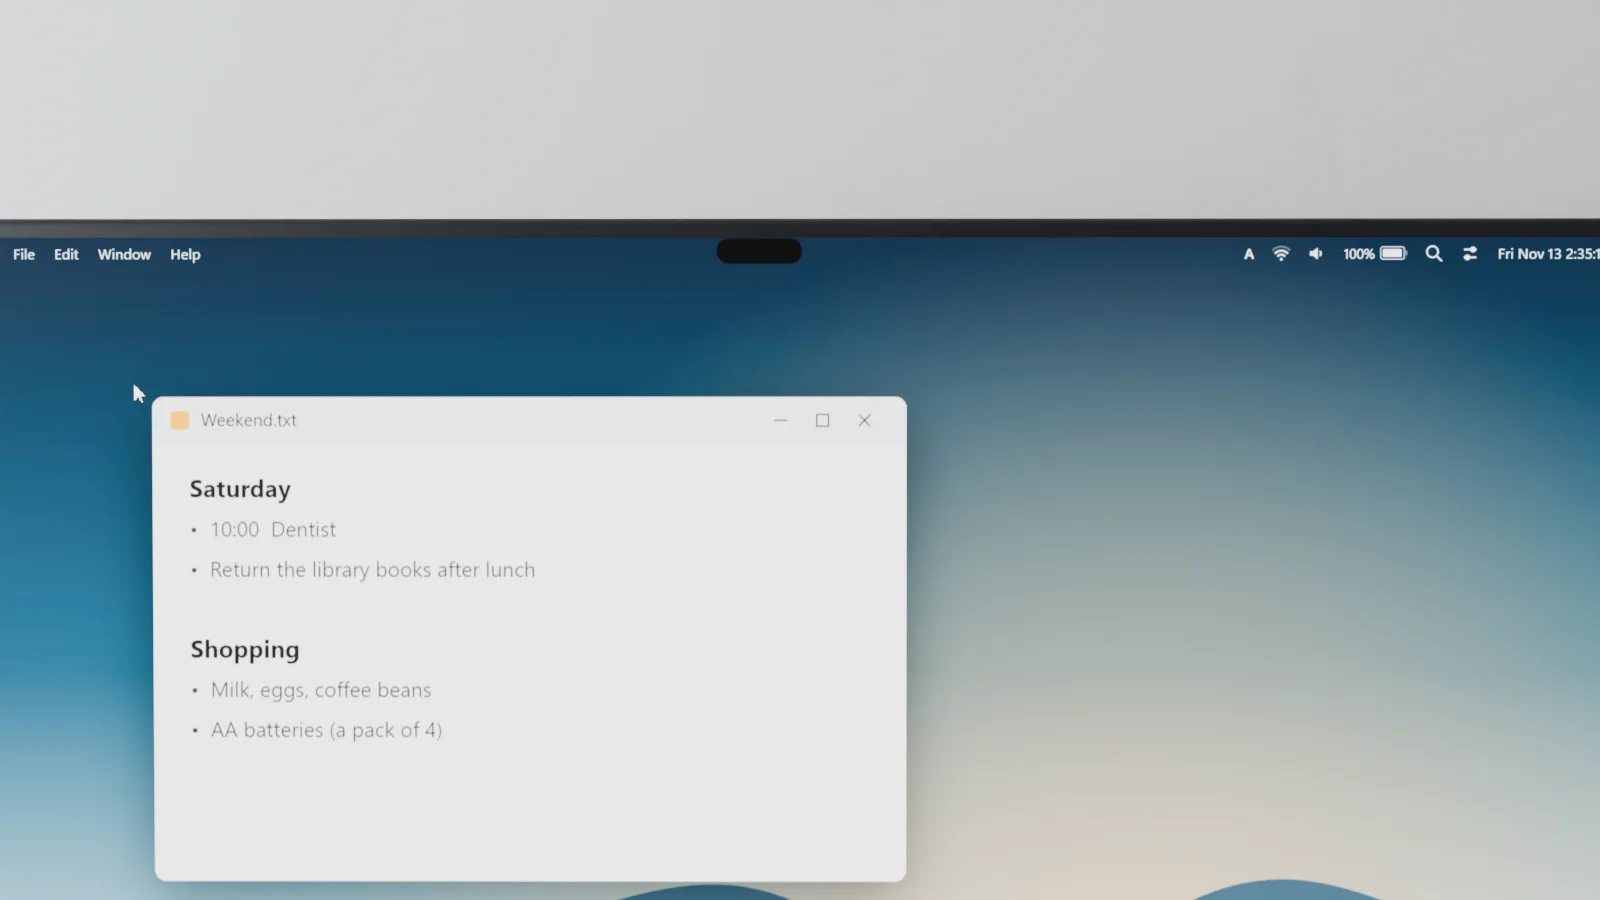 File Edit Window Help
A 100% Fri Nov 13 2:35:1
Weekend.txt
Saturday
• 10:00 Dentist
• Return the library books after lunch
Shopping
• Milk, eggs, coffee beans
• AA batteries (a pack of 4)